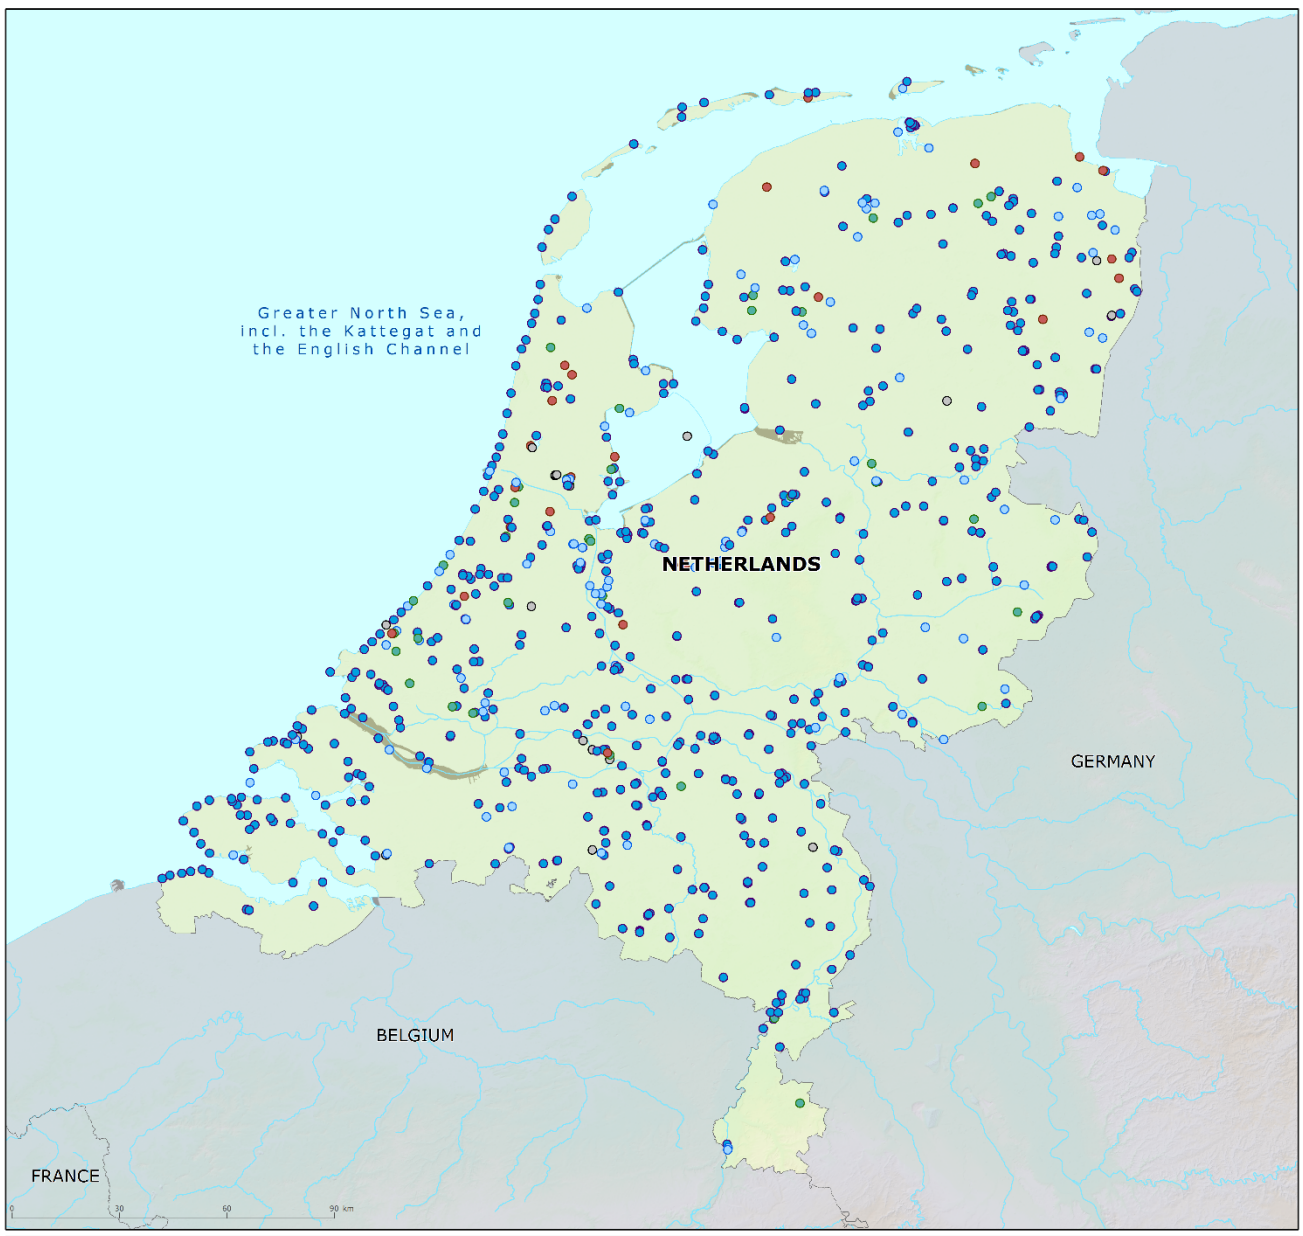 Greater North Sea,
incl. the Kattegat and
the English Channel
NETHERLANDS
GERMANY
BELGIUM
FRANCE
0 30 60 90 km